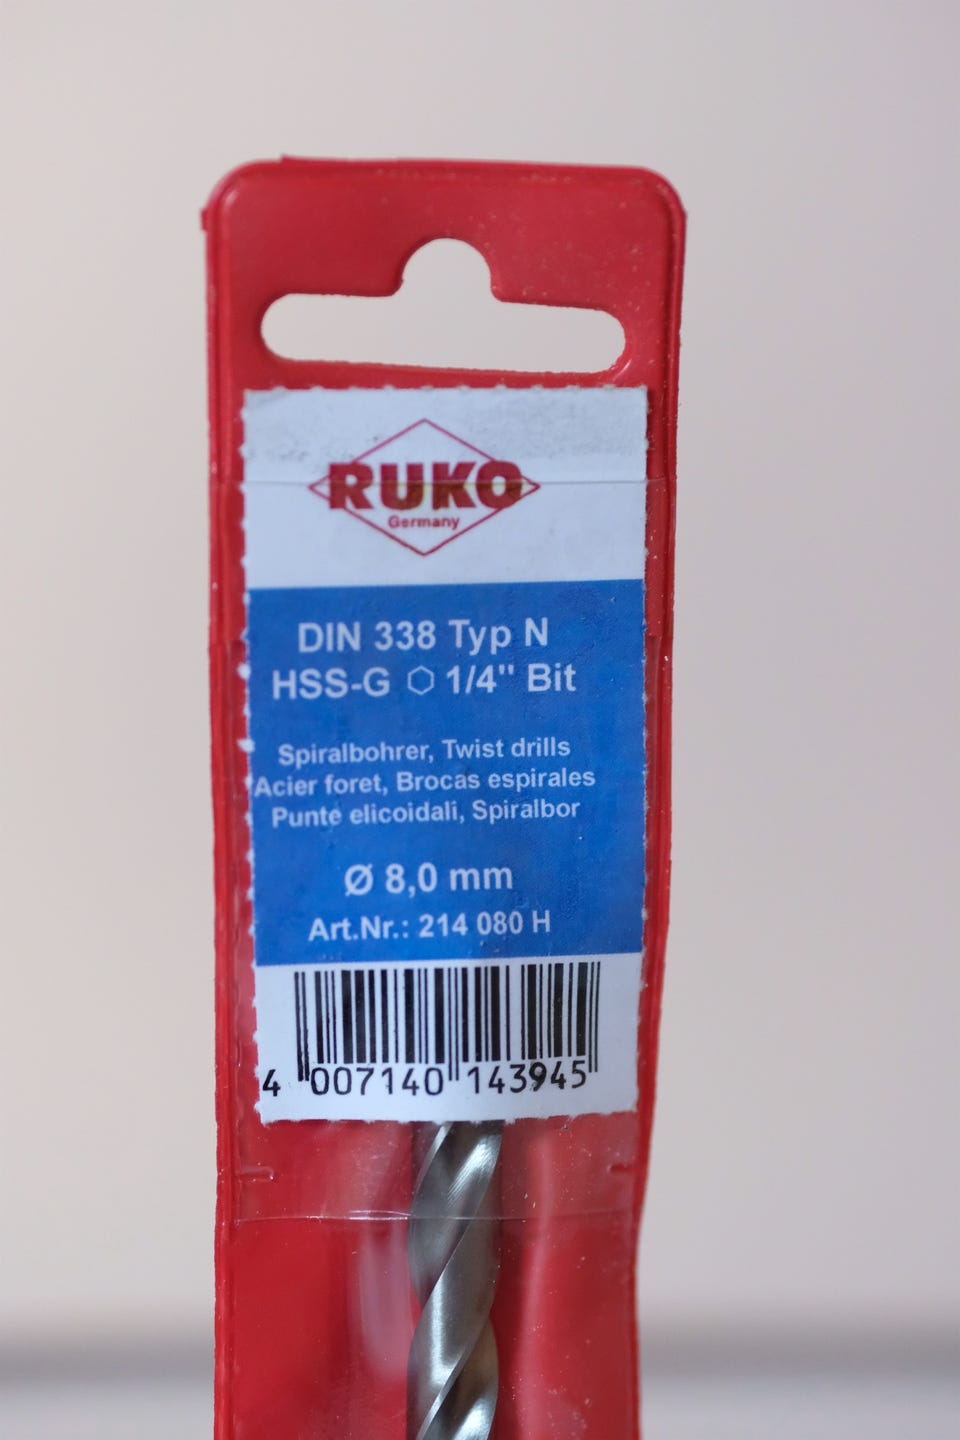 RUKO
Germany
DIN 338 Typ N
HSS-G ⬡ 1/4" Bit
Spiralbohrer, Twist drills
Acier foret, Brocas espirales
Punte elicoidali, Spiralbor
Ø 8,0 mm
Art.Nr.: 214 080 H
4 007140 143945